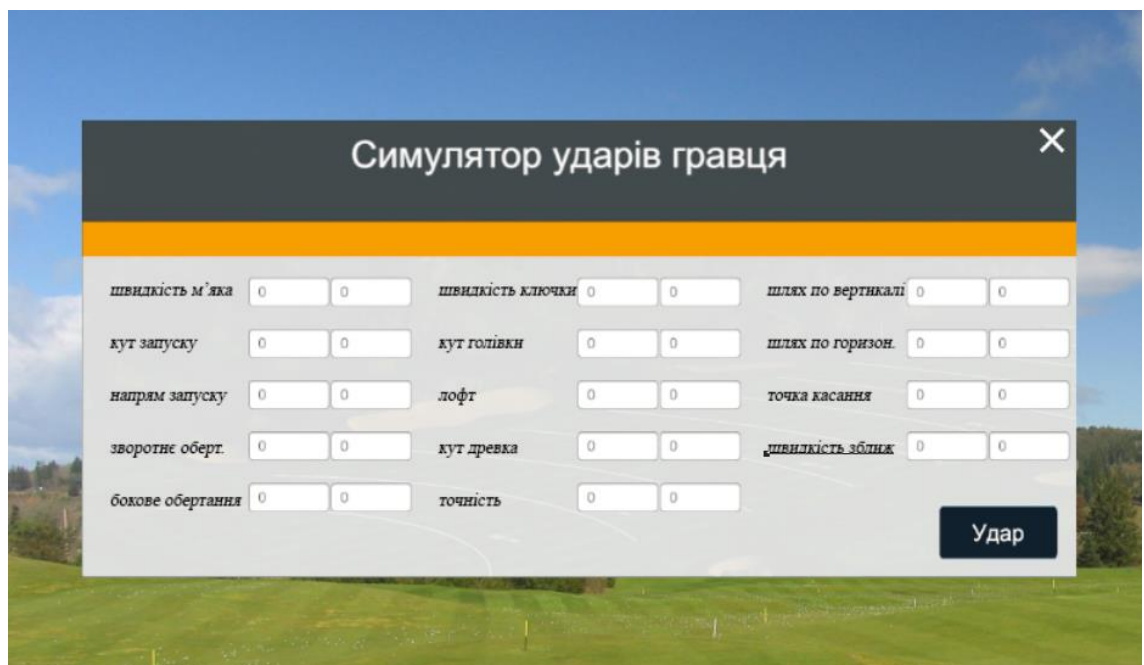 Симулятор ударів гравця
швидкість м’яка 0 0 швидкість ключки 0 0 шлях по вертикалі 0 0
кут запуску 0 0 кут голівки 0 0 шлях по горизон. 0 0
напрям запуску 0 0 лофт 0 0 точка касання 0 0
зворотнє оберт. 0 0 кут древка 0 0 швидкість зближ 0 0
бокове обертання 0 0 точність 0 0
Удар